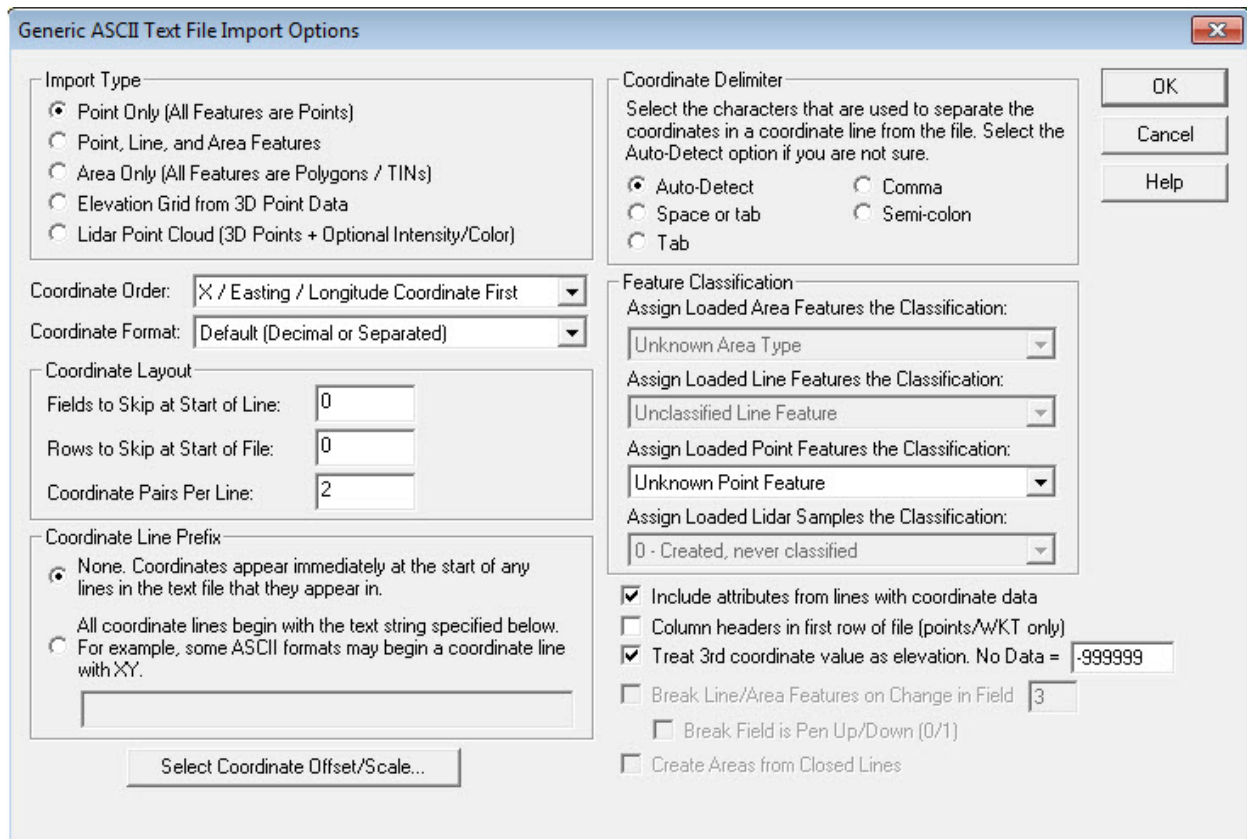 Generic ASCII Text File Import Options
Import Type
Point Only (All Features are Points)
Point, Line, and Area Features
Area Only (All Features are Polygons / TINs)
Elevation Grid from 3D Point Data
Lidar Point Cloud (3D Points + Optional Intensity/Color)
Coordinate Order: X / Easting / Longitude Coordinate First
Coordinate Format: Default (Decimal or Separated)
Coordinate Layout
Fields to Skip at Start of Line: 0
Rows to Skip at Start of File: 0
Coordinate Pairs Per Line: 2
Coordinate Line Prefix
None. Coordinates appear immediately at the start of any
lines in the text file that they appear in.
All coordinate lines begin with the text string specified below.
For example, some ASCII formats may begin a coordinate line
with XY.
Select Coordinate Offset/Scale...
Coordinate Delimiter
Select the characters that are used to separate the
coordinates in a coordinate line from the file. Select the
Auto-Detect option if you are not sure.
Auto-Detect Comma
Space or tab Semi-colon
Tab
Feature Classification
Assign Loaded Area Features the Classification:
Unknown Area Type
Assign Loaded Line Features the Classification:
Unclassified Line Feature
Assign Loaded Point Features the Classification:
Unknown Point Feature
Assign Loaded Lidar Samples the Classification:
0 - Created, never classified
Include attributes from lines with coordinate data
Column headers in first row of file (points/WKT only)
Treat 3rd coordinate value as elevation. No Data = -999999
Break Line/Area Features on Change in Field 3
Break Field is Pen Up/Down (0/1)
Create Areas from Closed Lines
OK
Cancel
Help